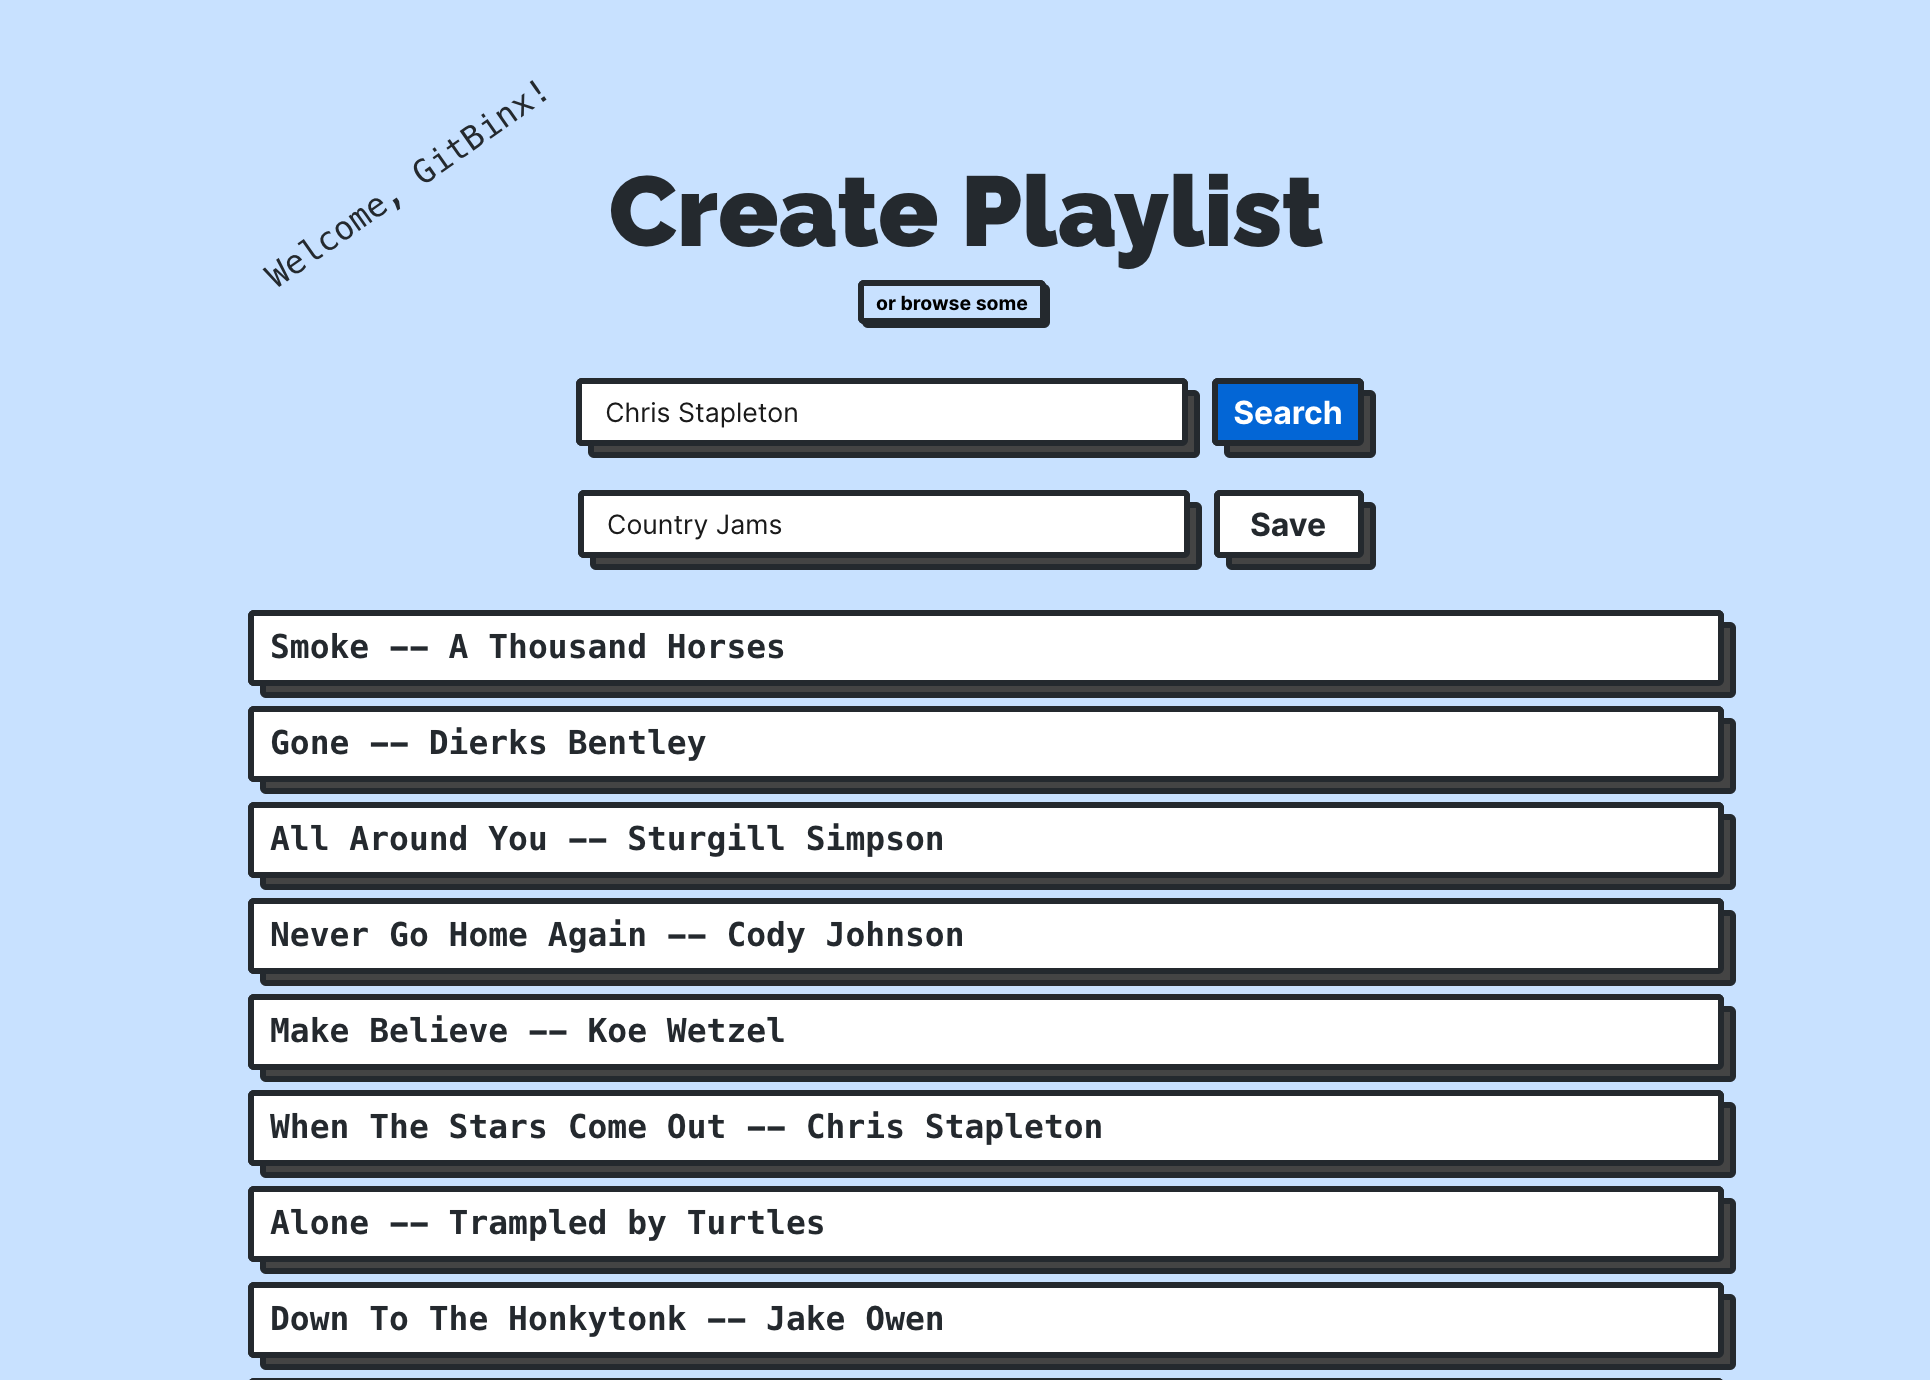 Welcome, GitBinx!
Create Playlist
or browse some
Chris Stapleton
Search
Country Jams
Save
Smoke -- A Thousand Horses
Gone -- Dierks Bentley
All Around You -- Sturgill Simpson
Never Go Home Again -- Cody Johnson
Make Believe -- Koe Wetzel
When The Stars Come Out -- Chris Stapleton
Alone -- Trampled by Turtles
Down To The Honkytonk -- Jake Owen